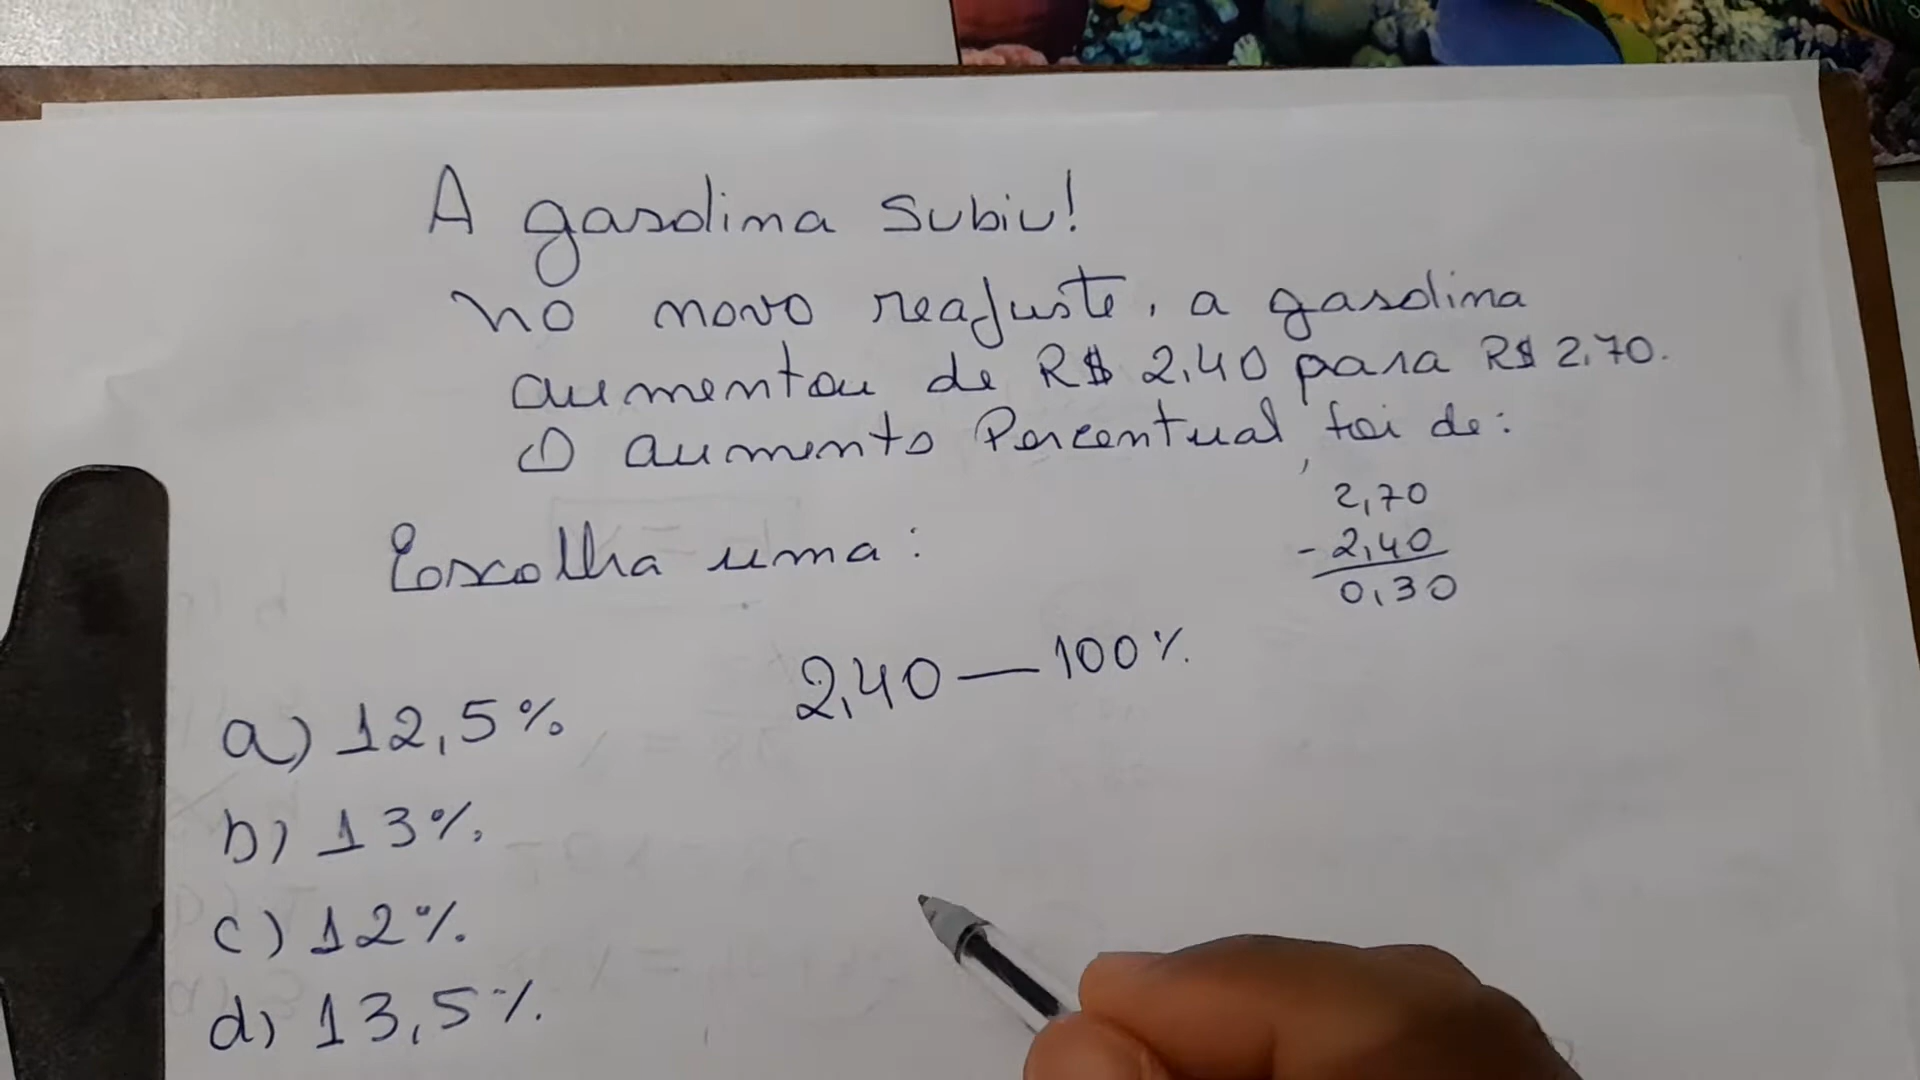 A gasolina subiu!
No novo reajuste, a gasolina
aumentou de R$ 2,40 para R$ 2,70.
O aumento Percentual foi de:
2,70
- 2,40
0,30
Escolha uma:
2,40 — 100%
a) 12,5%
b) 13%
c) 12%
d) 13,5%